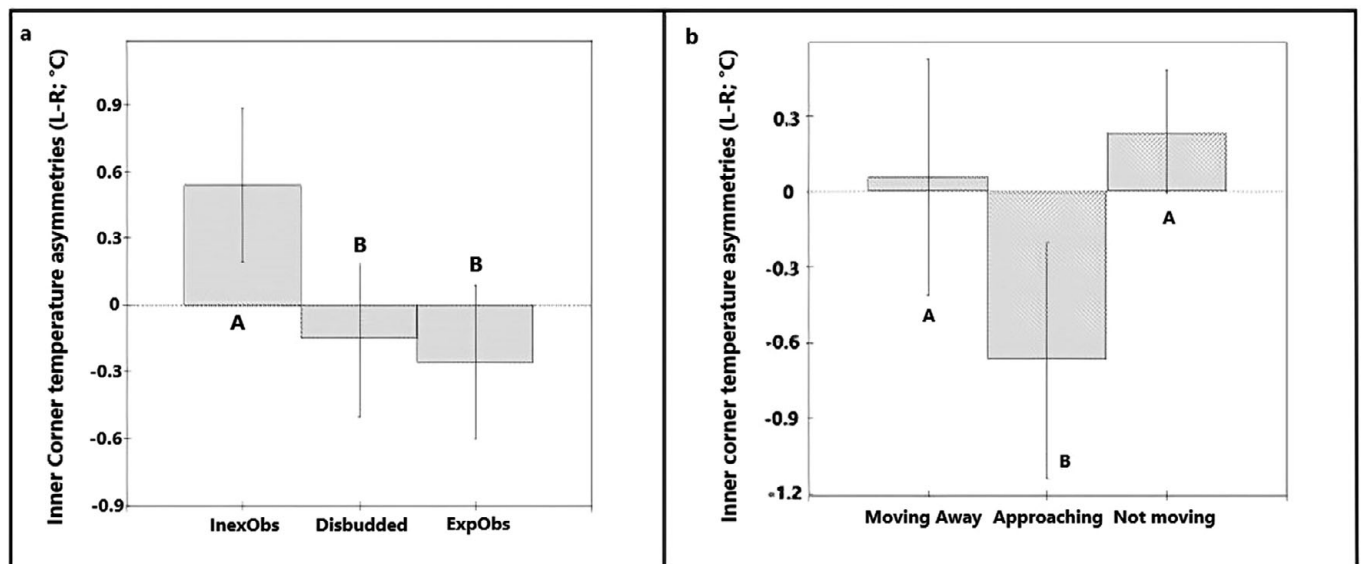 a
Inner Corner temperature asymmetries (L-R; °C)
0.9
0.6
0.3
0
-0.3
-0.6
-0.9
A
B
B
InexObs Disbudded ExpObs
b
Inner corner temperature asymmetries (L-R; °C)
0.3
0
-0.3
-0.6
-0.9
-1.2
A
B
A
Moving Away Approaching Not moving